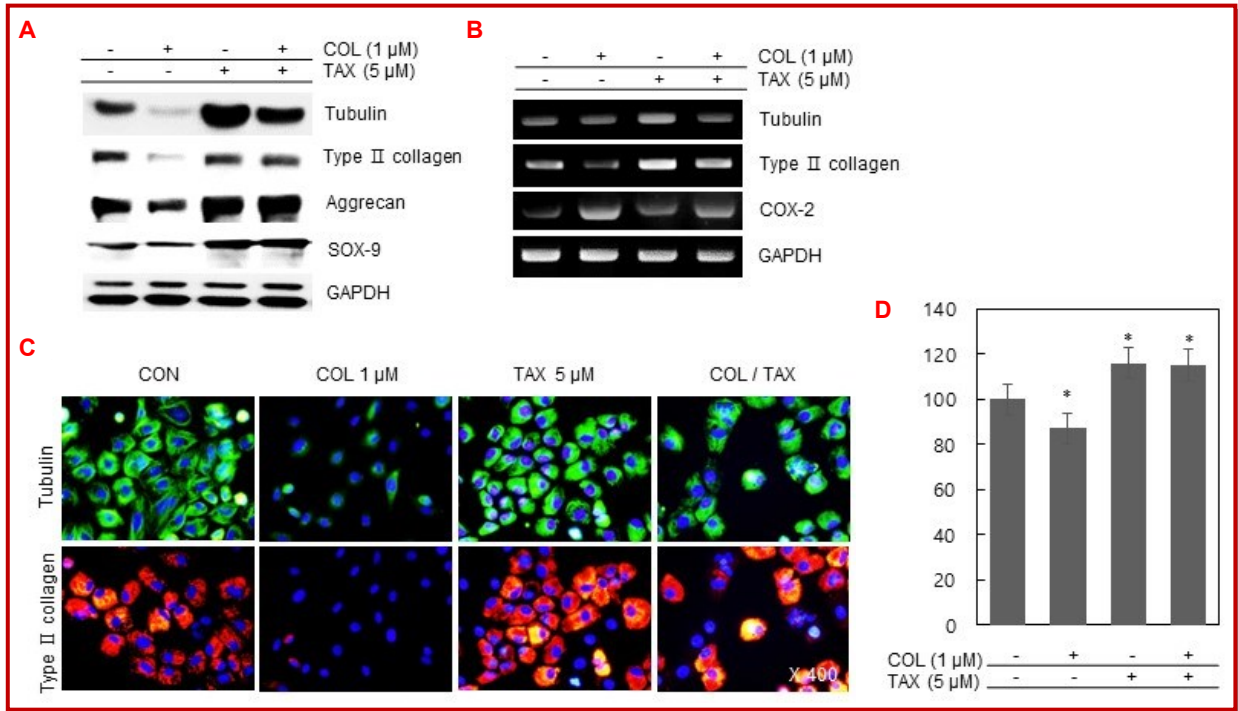 A
- + - + COL (1 µM)
- - + + TAX (5 µM)
Tubulin
Type Ⅱ collagen
Aggrecan
SOX-9
GAPDH
B
- + - + COL (1 µM)
- - + + TAX (5 µM)
Tubulin
Type Ⅱ collagen
COX-2
GAPDH
C
CON COL 1 µM TAX 5 µM COL / TAX
Tubulin
Type Ⅱ collagen
X 400
D
140
120
100
80
60
40
20
0
* * *
COL (1 µM) - + - +
TAX (5 µM) - - + +